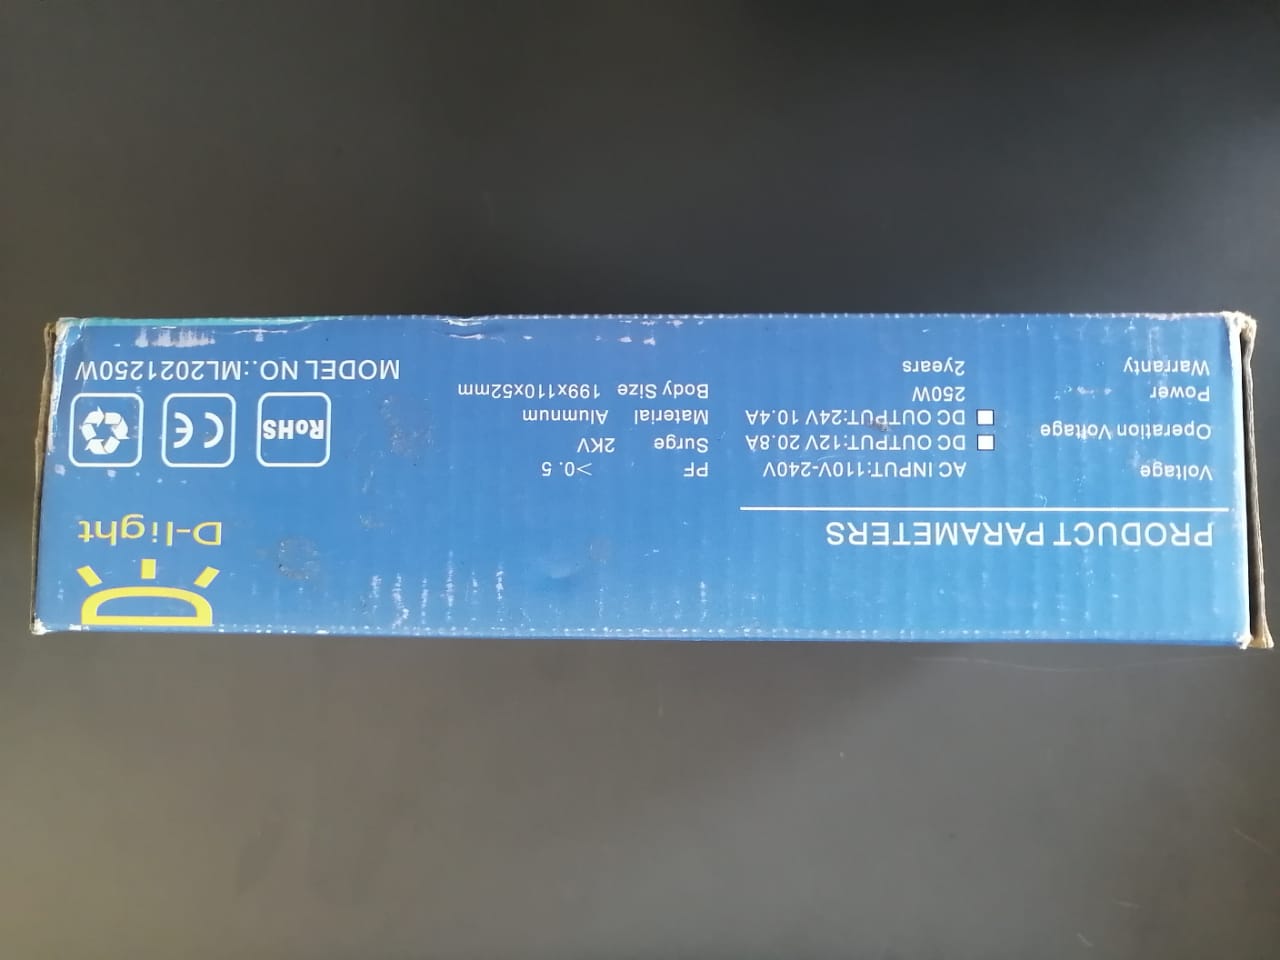 D-light
PRODUCT PARAMETERS
Voltage AC INPUT:110V-240V PF >0.5
Operation Voltage DC OUTPUT:12V 20.8A Surge 2KV
DC OUTPUT:24V 10.4A Material Alumnum
Power 250W Body Size 199x110x52mm
Warranty 2years
RoHS CE
MODEL NO.:ML2021250W